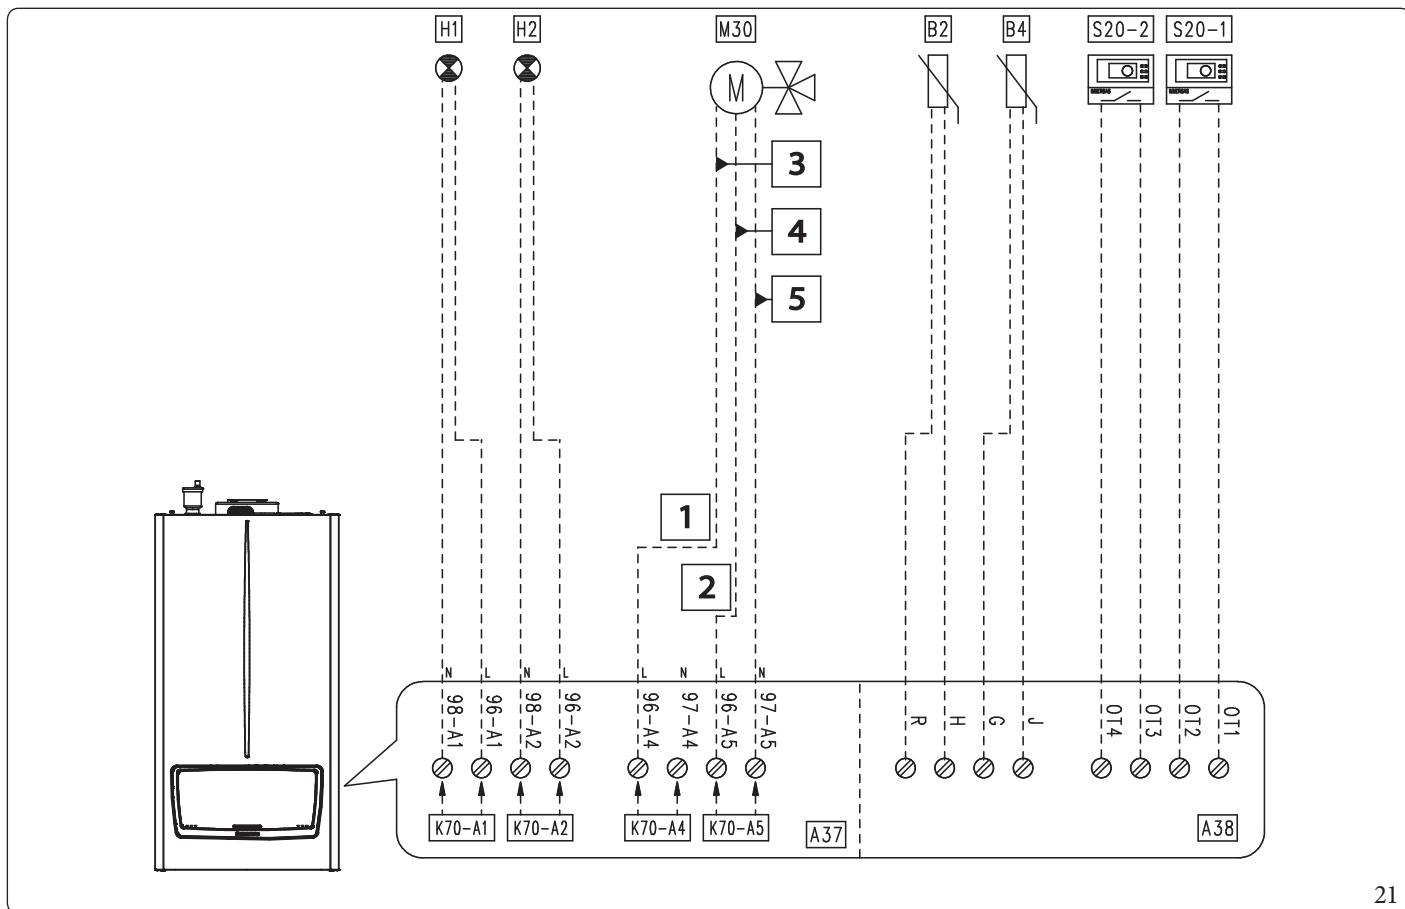 H1 H2 M30 B2 B4 S20-2 S20-1
M
IMMERGAS IMMERGAS
3
4
5
1
2
N L N L L N L N
98-A1 96-A1 98-A2 96-A2 96-A4 97-A4 96-A5 97-A5 R H G J OT4 OT3 OT2 OT1
K70-A1 K70-A2 K70-A4 K70-A5 A37 A38
21